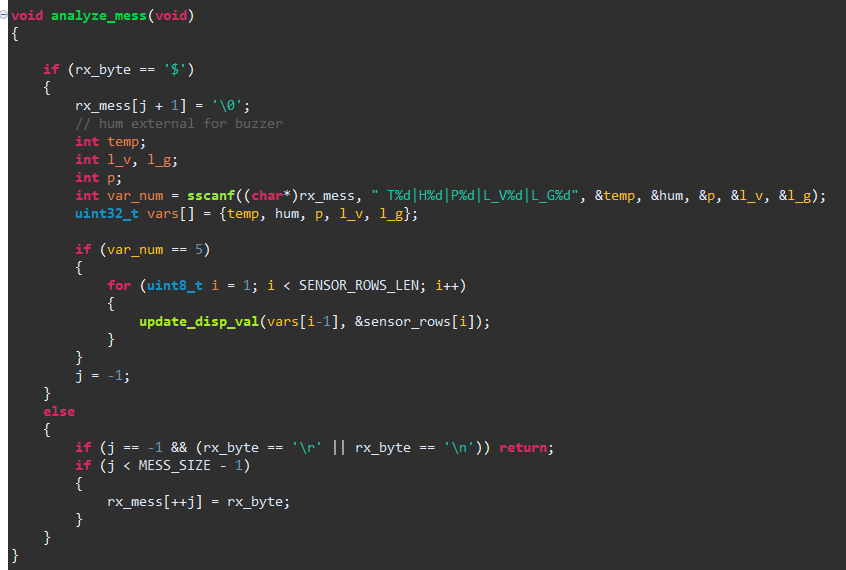 void analyze_mess(void)
{

    if (rx_byte == '$')
    {
        rx_mess[j + 1] = '\0';
        // hum external for buzzer
        int temp;
        int l_v, l_g;
        int p;
        int var_num = sscanf((char*)rx_mess, " T%d|H%d|P%d|L_V%d|L_G%d", &temp, &hum, &p, &l_v, &l_g);
        uint32_t vars[] = {temp, hum, p, l_v, l_g};

        if (var_num == 5)
        {
            for (uint8_t i = 1; i < SENSOR_ROWS_LEN; i++)
            {
                update_disp_val(vars[i-1], &sensor_rows[i]);
            }
        }
        j = -1;
    }
    else
    {
        if (j == -1 && (rx_byte == '\r' || rx_byte == '\n')) return;
        if (j < MESS_SIZE - 1)
        {
            rx_mess[++j] = rx_byte;
        }
    }
}